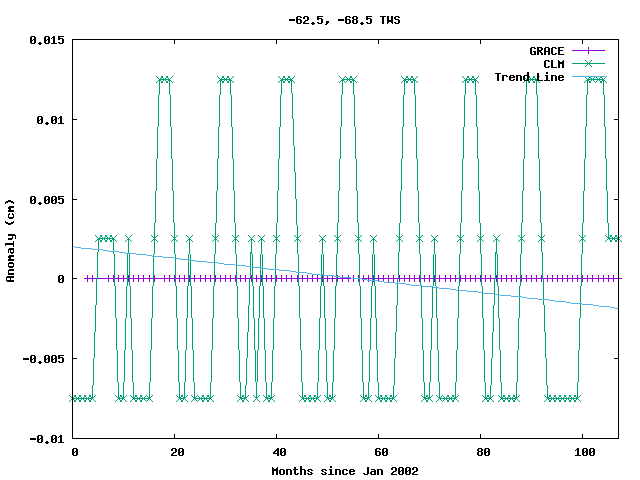 -62.5, -68.5 TWS
0.015
GRACE
CLM
Trend Line
0.01
0.005
Anomaly (cm)
0
-0.005
-0.01
0 20 40 60 80 100
Months since Jan 2002